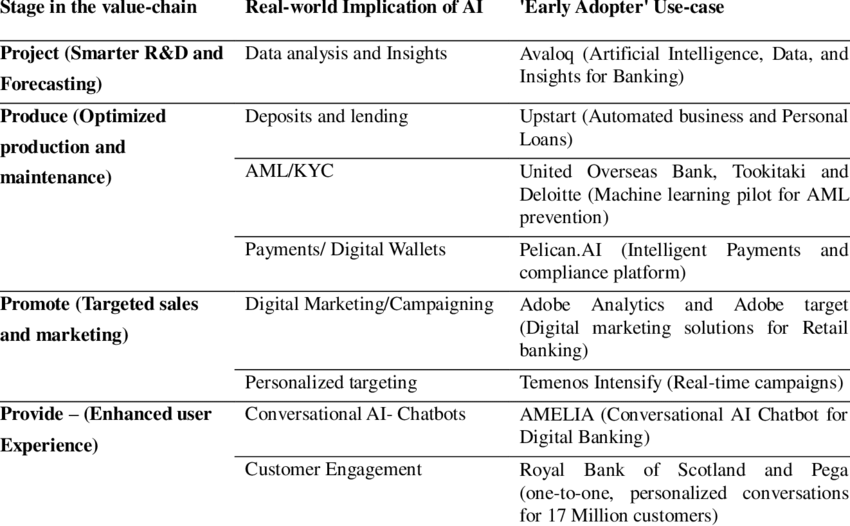 Stage in the value-chain Real-world Implication of AI 'Early Adopter' Use-case
Project (Smarter R&D and
Forecasting)
Data analysis and Insights
Avaloq (Artificial Intelligence, Data, and
Insights for Banking)
Produce (Optimized
production and
maintenance)
Deposits and lending
Upstart (Automated business and Personal
Loans)
AML/KYC
United Overseas Bank, Tookitaki and
Deloitte (Machine learning pilot for AML
prevention)
Payments/ Digital Wallets
Pelican.AI (Intelligent Payments and
compliance platform)
Promote (Targeted sales
and marketing)
Digital Marketing/Campaigning
Adobe Analytics and Adobe target
(Digital marketing solutions for Retail
banking)
Personalized targeting
Temenos Intensify (Real-time campaigns)
Provide – (Enhanced user
Experience)
Conversational AI- Chatbots
AMELIA (Conversational AI Chatbot for
Digital Banking)
Customer Engagement
Royal Bank of Scotland and Pega
(one-to-one, personalized conversations
for 17 Million customers)